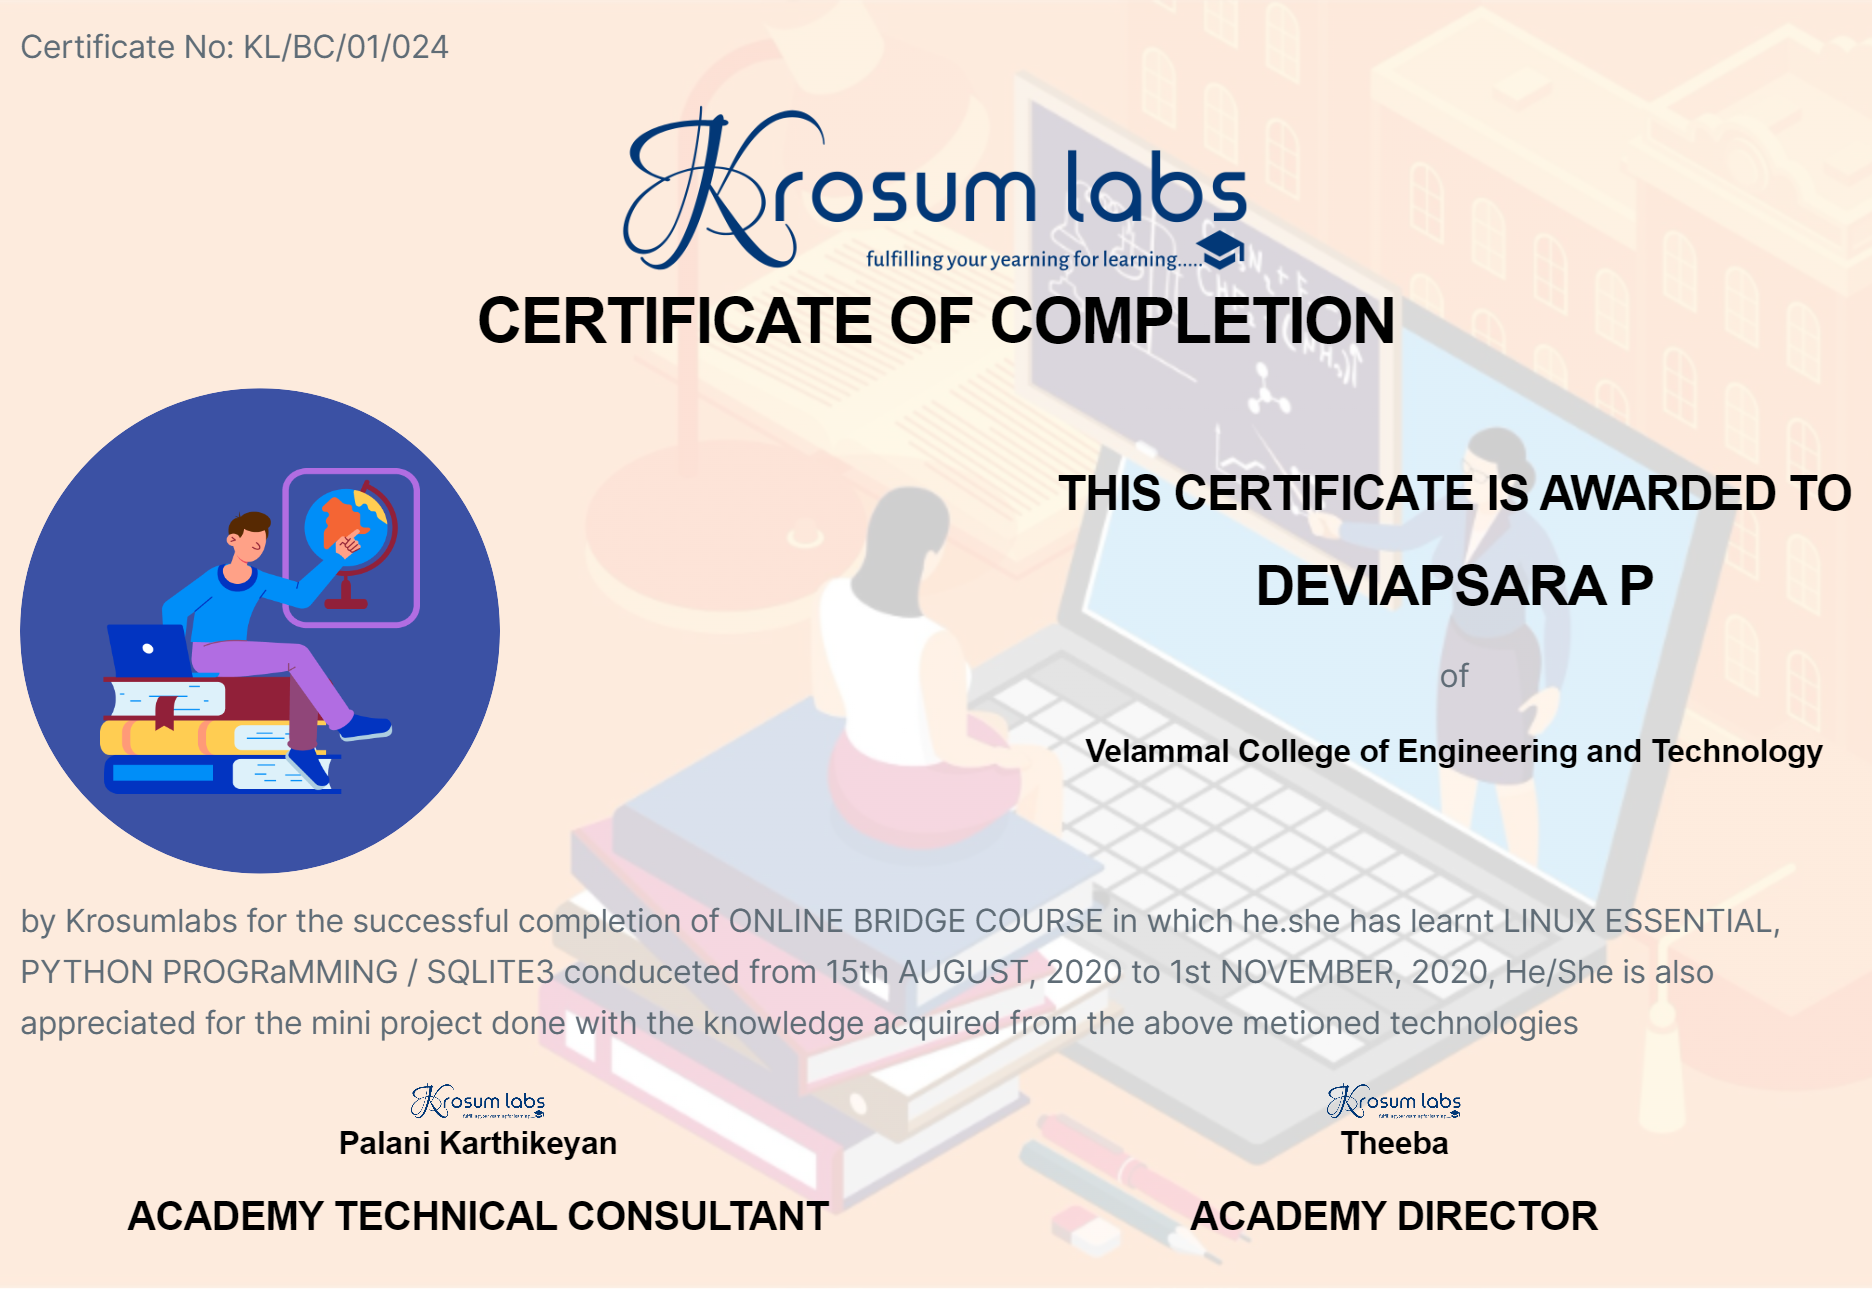 Certificate No: KL/BC/01/024
Krosum labs
fulfilling your yearning for learning.....
CERTIFICATE OF COMPLETION
THIS CERTIFICATE IS AWARDED TO
DEVIAPSARA P
of
Velammal College of Engineering and Technology
by Krosumlabs for the successful completion of ONLINE BRIDGE COURSE in which he.she has learnt LINUX ESSENTIAL,
PYTHON PROGRaMMING / SQLITE3 conduceted from 15th AUGUST, 2020 to 1st NOVEMBER, 2020, He/She is also
appreciated for the mini project done with the knowledge acquired from the above metioned technologies
Krosum labs
Krosum labs
Palani Karthikeyan
Theeba
ACADEMY TECHNICAL CONSULTANT
ACADEMY DIRECTOR